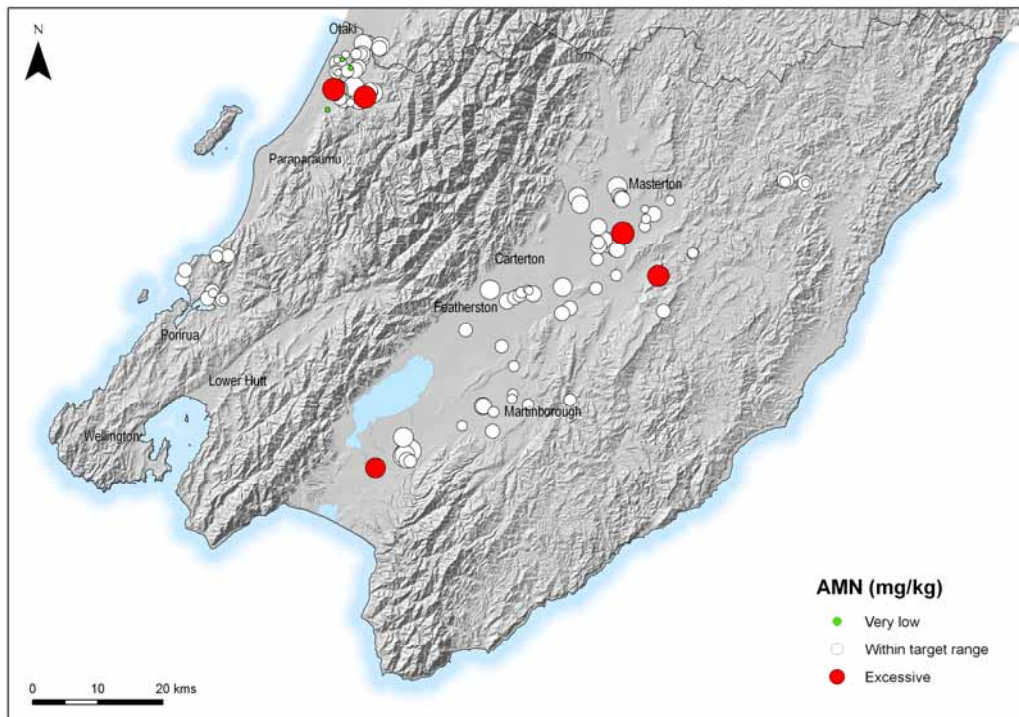 N
Otaki
Paraparaumu
Masterton
Carterton
Featherston
Porirua
Lower Hutt
Martinborough
Wellington
AMN (mg/kg)
Very low
Within target range
Excessive
0 10 20 kms